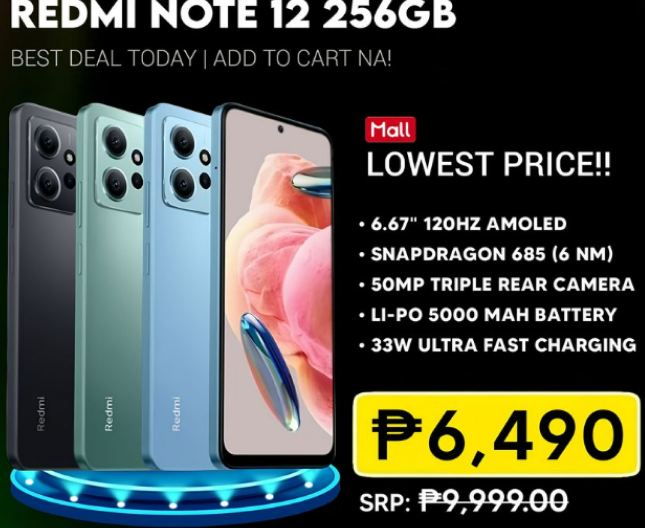 REDMI NOTE 12 256GB
BEST DEAL TODAY | ADD TO CART NA!
Mall
LOWEST PRICE!!
• 6.67" 120HZ AMOLED
• SNAPDRAGON 685 (6 NM)
• 50MP TRIPLE REAR CAMERA
• LI-PO 5000 MAH BATTERY
• 33W ULTRA FAST CHARGING
Redmi
Redmi
Redmi
₱6,490
SRP: ₱9,999.00